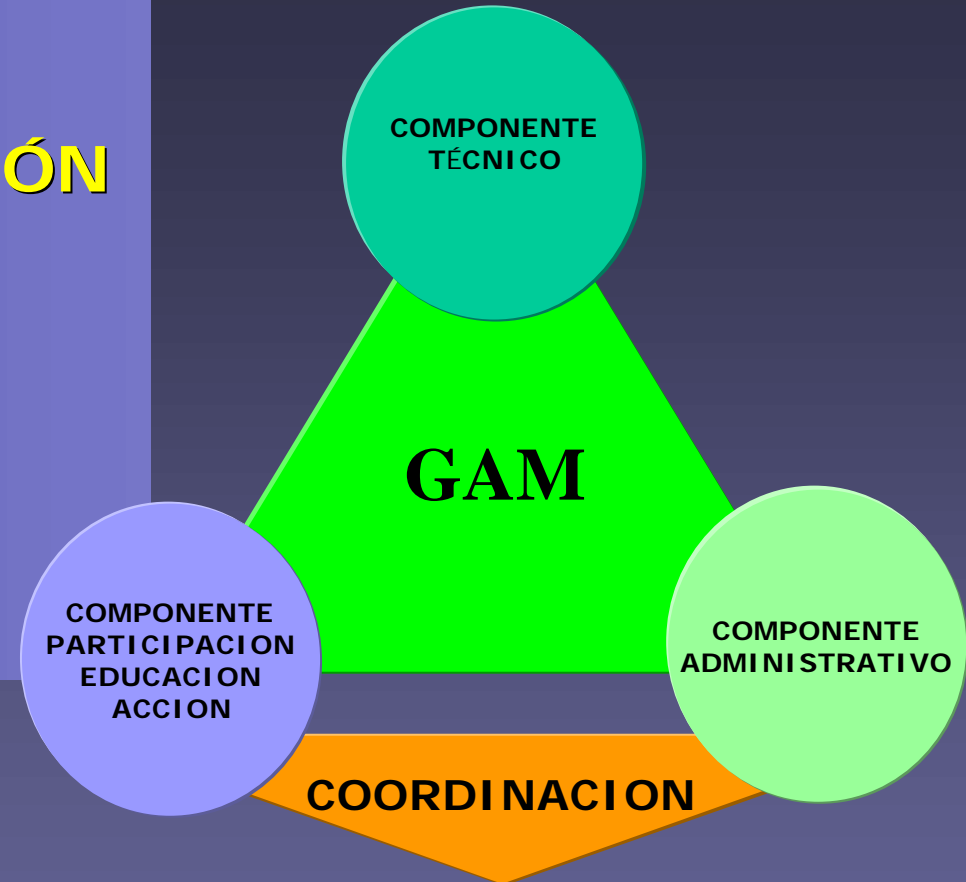 ÓN
COMPONENTE
TÉCNICO
GAM
COMPONENTE
PARTICIPACION
EDUCACION
ACCION
COMPONENTE
ADMINISTRATIVO
COORDINACION